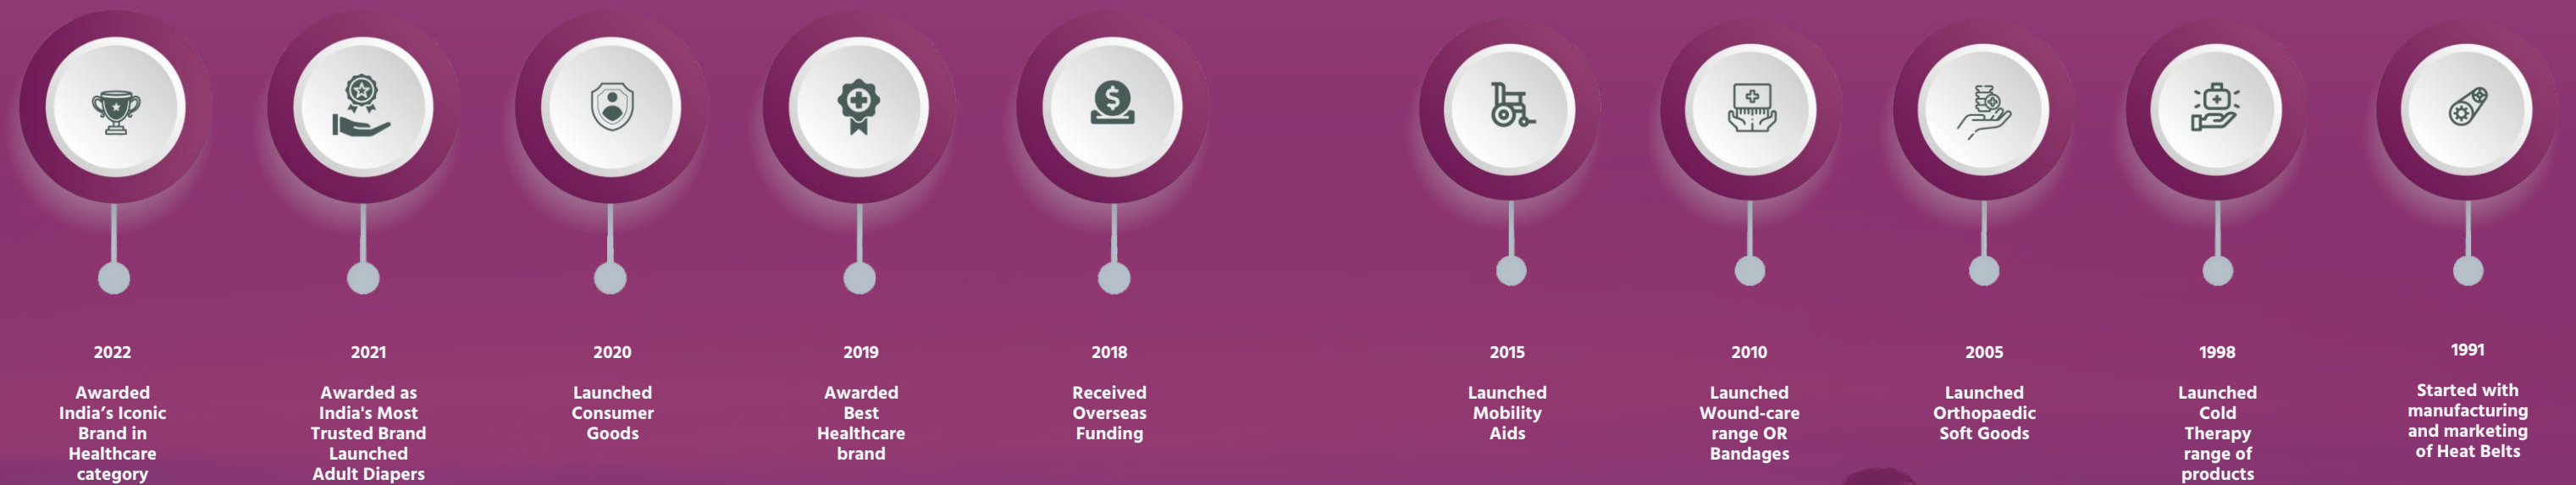 2022
Awarded
India’s Iconic
Brand in
Healthcare
category
2021
Awarded as
India's Most
Trusted Brand
Launched
Adult Diapers
2020
Launched
Consumer
Goods
2019
Awarded
Best
Healthcare
brand
2018
Received
Overseas
Funding
2015
Launched
Mobility
Aids
2010
Launched
Wound-care
range OR
Bandages
2005
Launched
Orthopaedic
Soft Goods
1998
Launched
Cold
Therapy
range of
products
1991
Started with
manufacturing
and marketing
of Heat Belts